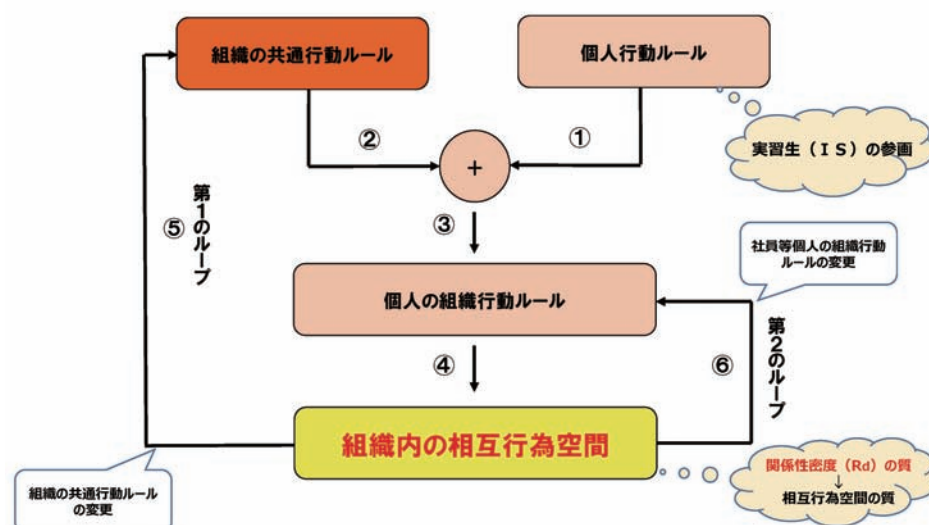 組織の共通行動ルール
個人行動ルール
②
①
+
実習生（ＩＳ）の参画
③
⑤
第1のループ
社員等個人の組織行動
ルールの変更
個人の組織行動ルール
④
⑥
第2のループ
組織内の相互行為空間
関係性密度（Rd）の質
↓
相互行為空間の質
組織の共通行動ルール
の変更